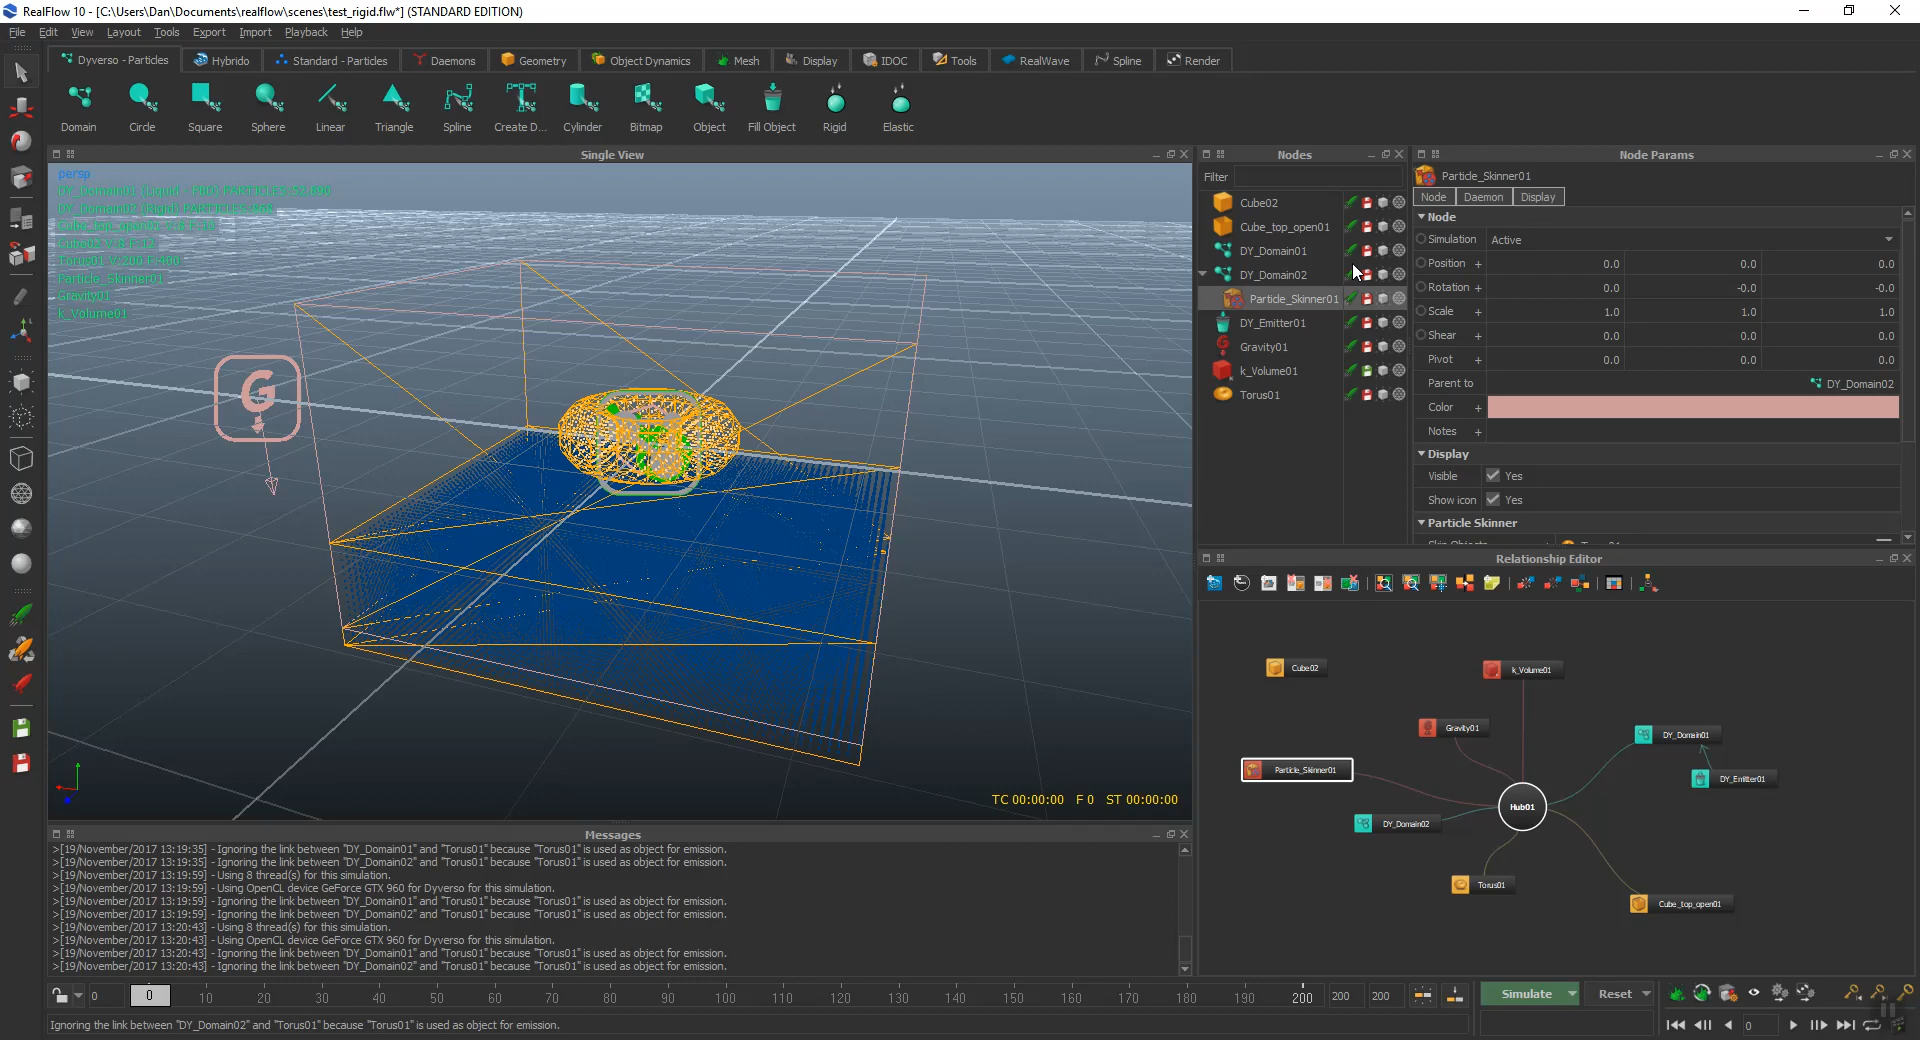 RealFlow 10 - [C:\Users\Dan\Documents\realflow\scenes\test_rigid.flw*] (STANDARD EDITION)
File Edit View Layout Tools Export Import Playback Help
Dyverso - Particles Hybrido Standard - Particles Daemons Geometry Object Dynamics Mesh Display IDOC Tools RealWave Spline Render
Domain Circle Square Sphere Linear Triangle Spline Create D... Cylinder Bitmap Object Fill Object Rigid Elastic
Single View
persp
DY_Domain01 (Liquid - PBD) PARTICLES:
DY_Domain02 (Rigid) PARTICLES:
Cube_top_open02 V:8 F:10
Cube02 V:8 F:12
Torus01 V:200 F:400
Particle_Skinner01
Gravity01
k_Volume01
G
TC 00:00:00 F 0 ST 00:00:00
Nodes
Filter
Cube02
Cube_top_open01
DY_Domain01
DY_Domain02
Particle_Skinner01
DY_Emitter01
Gravity01
k_Volume01
Torus01
Node Params
Particle_Skinner01
Node Daemon Display
Node
Simulation Active
Position + 0.0 0.0 0.0
Rotation + 0.0 -0.0 -0.0
Scale + 1.0 1.0 1.0
Shear + 0.0 0.0 0.0
Pivot + 0.0 0.0 0.0
Parent to DY_Domain02
Color +
Notes +
Display
Visible Yes
Show icon Yes
Particle Skinner
Relationship Editor
Cube02
k_Volume01
Gravity01
DY_Domain01
Particle_Skinner01
DY_Emitter01
Hub01
DY_Domain02
Torus01
Cube_top_open01
Messages
>[19/November/2017 13:19:35] - Ignoring the link between "DY_Domain01" and "Torus01" because "Torus01" is used as object for emission.
>[19/November/2017 13:19:35] - Ignoring the link between "DY_Domain02" and "Torus01" because "Torus01" is used as object for emission.
>[19/November/2017 13:19:59] - Using 8 thread(s) for this simulation.
>[19/November/2017 13:19:59] - Using OpenCL device GeForce GTX 960 for Dyverso for this simulation.
>[19/November/2017 13:19:59] - Ignoring the link between "DY_Domain01" and "Torus01" because "Torus01" is used as object for emission.
>[19/November/2017 13:19:59] - Ignoring the link between "DY_Domain02" and "Torus01" because "Torus01" is used as object for emission.
>[19/November/2017 13:20:43] - Using 8 thread(s) for this simulation.
>[19/November/2017 13:20:43] - Using OpenCL device GeForce GTX 960 for Dyverso for this simulation.
>[19/November/2017 13:20:43] - Ignoring the link between "DY_Domain01" and "Torus01" because "Torus01" is used as object for emission.
>[19/November/2017 13:20:43] - Ignoring the link between "DY_Domain02" and "Torus01" because "Torus01" is used as object for emission.
0 0 10 20 30 40 50 60 70 80 90 100 110 120 130 140 150 160 170 180 190 200 200 200
Simulate Reset
Ignoring the link between "DY_Domain02" and "Torus01" because "Torus01" is used as object for emission.
0